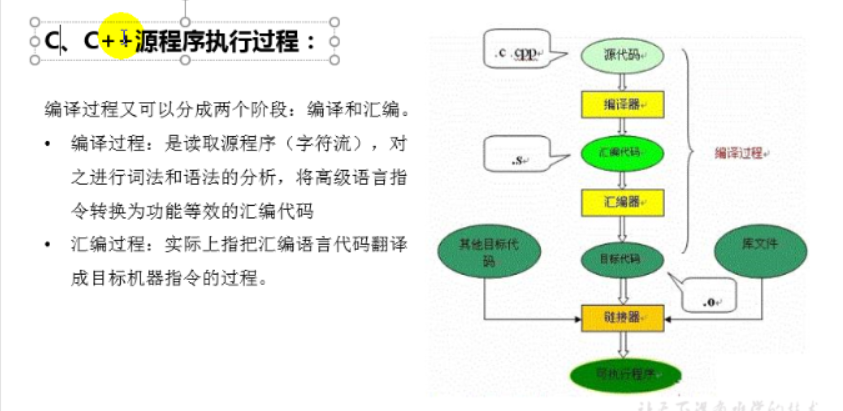 C、C++源程序执行过程：
编译过程又可以分成两个阶段：编译和汇编。
• 编译过程：是读取源程序（字符流），对
之进行词法和语法的分析，将高级语言指
令转换为功能等效的汇编代码
• 汇编过程：实际上指把汇编语言代码翻译
成目标机器指令的过程。
.c .cpp
源代码
编译器
汇编代码
.s
编译过程
汇编器
其他目标代
码
目标代码
库文件
.o
链接器
可执行程序